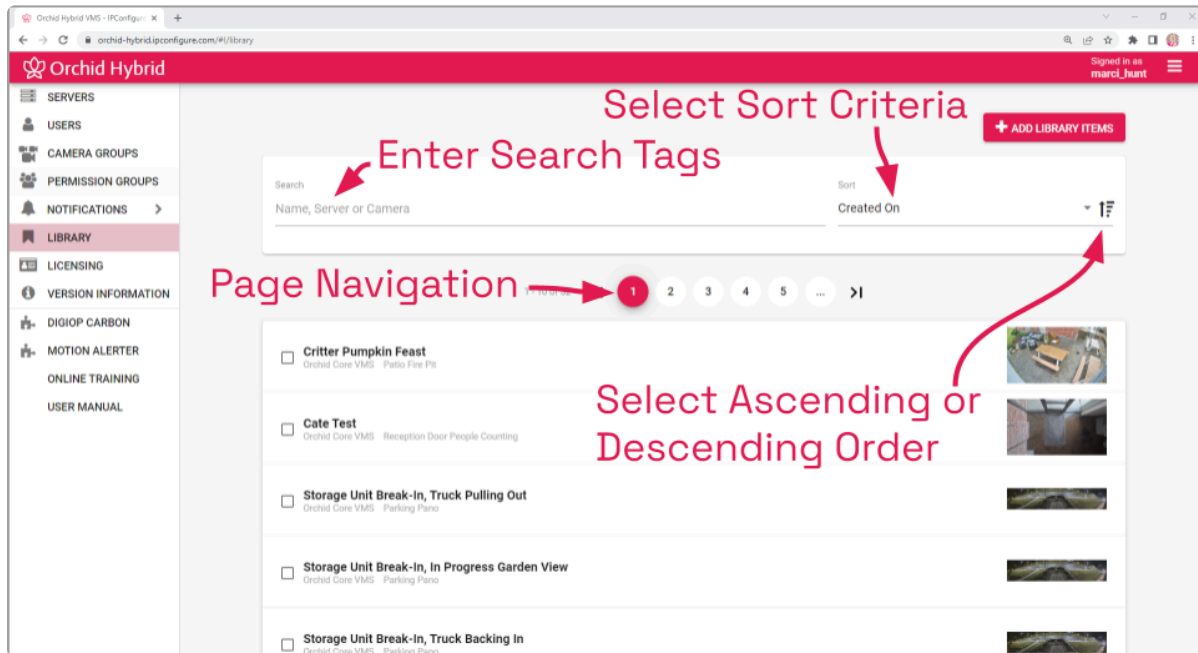 Orchid Hybrid VMS - IPConfigure
orchid-hybrid.ipconfigure.com/#!/library
Orchid Hybrid
Signed in as
marci_hunt
SERVERS
USERS
CAMERA GROUPS
PERMISSION GROUPS
NOTIFICATIONS
LIBRARY
LICENSING
VERSION INFORMATION
DIGIOP CARBON
MOTION ALERTER
ONLINE TRAINING
USER MANUAL
Select Sort Criteria
+ ADD LIBRARY ITEMS
Enter Search Tags
Search
Name, Server or Camera
Sort
Created On
Page Navigation
1 2 3 4 5 ...
Critter Pumpkin Feast
Orchid Core VMS Patio Fire Pit
Select Ascending or
Descending Order
Cate Test
Orchid Core VMS Reception Door People Counting
Storage Unit Break-In, Truck Pulling Out
Orchid Core VMS Parking Pano
Storage Unit Break-In, In Progress Garden View
Orchid Core VMS Parking Pano
Storage Unit Break-In, Truck Backing In
Orchid Core VMS Parking Pano